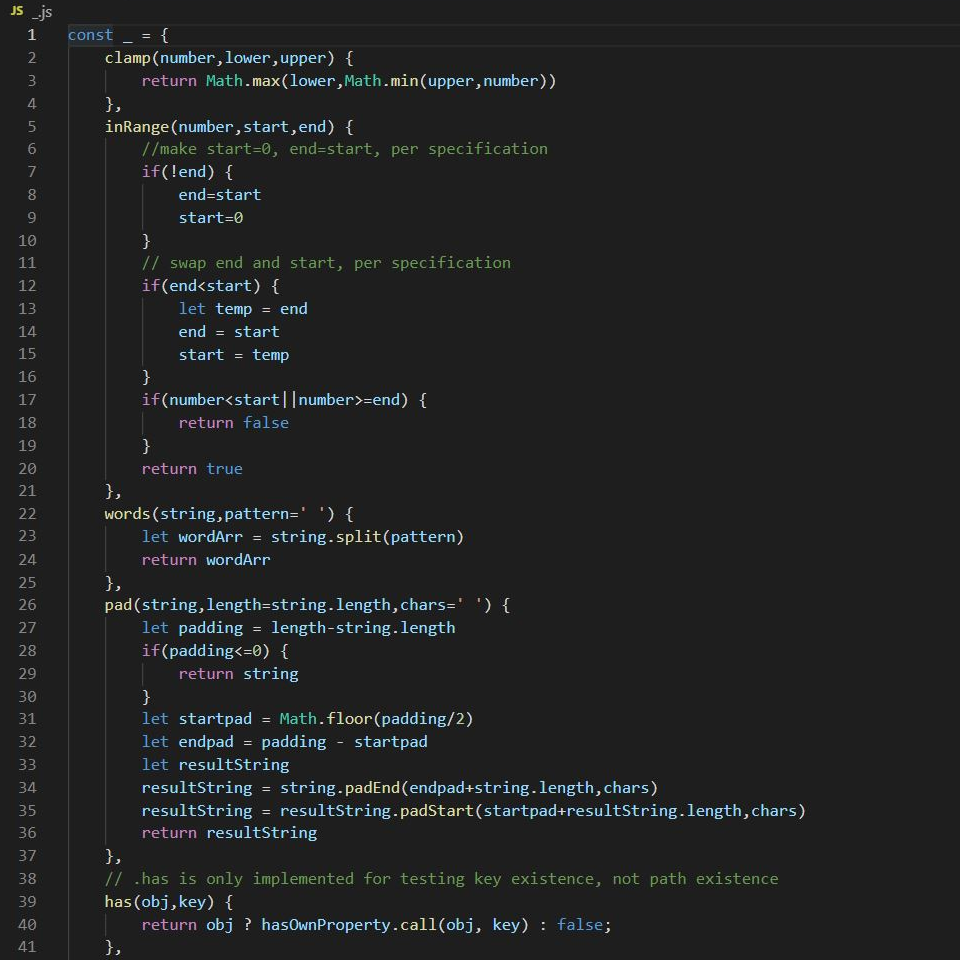 JS _.js
1 const _ = {
2 clamp(number,lower,upper) {
3 return Math.max(lower,Math.min(upper,number))
4 },
5 inRange(number,start,end) {
6 //make start=0, end=start, per specification
7 if(!end) {
8 end=start
9 start=0
10 }
11 // swap end and start, per specification
12 if(end<start) {
13 let temp = end
14 end = start
15 start = temp
16 }
17 if(number<start||number>=end) {
18 return false
19 }
20 return true
21 },
22 words(string,pattern=' ') {
23 let wordArr = string.split(pattern)
24 return wordArr
25 },
26 pad(string,length=string.length,chars=' ') {
27 let padding = length-string.length
28 if(padding<=0) {
29 return string
30 }
31 let startpad = Math.floor(padding/2)
32 let endpad = padding - startpad
33 let resultString
34 resultString = string.padEnd(endpad+string.length,chars)
35 resultString = resultString.padStart(startpad+resultString.length,chars)
36 return resultString
37 },
38 // .has is only implemented for testing key existence, not path existence
39 has(obj,key) {
40 return obj ? hasOwnProperty.call(obj, key) : false;
41 },